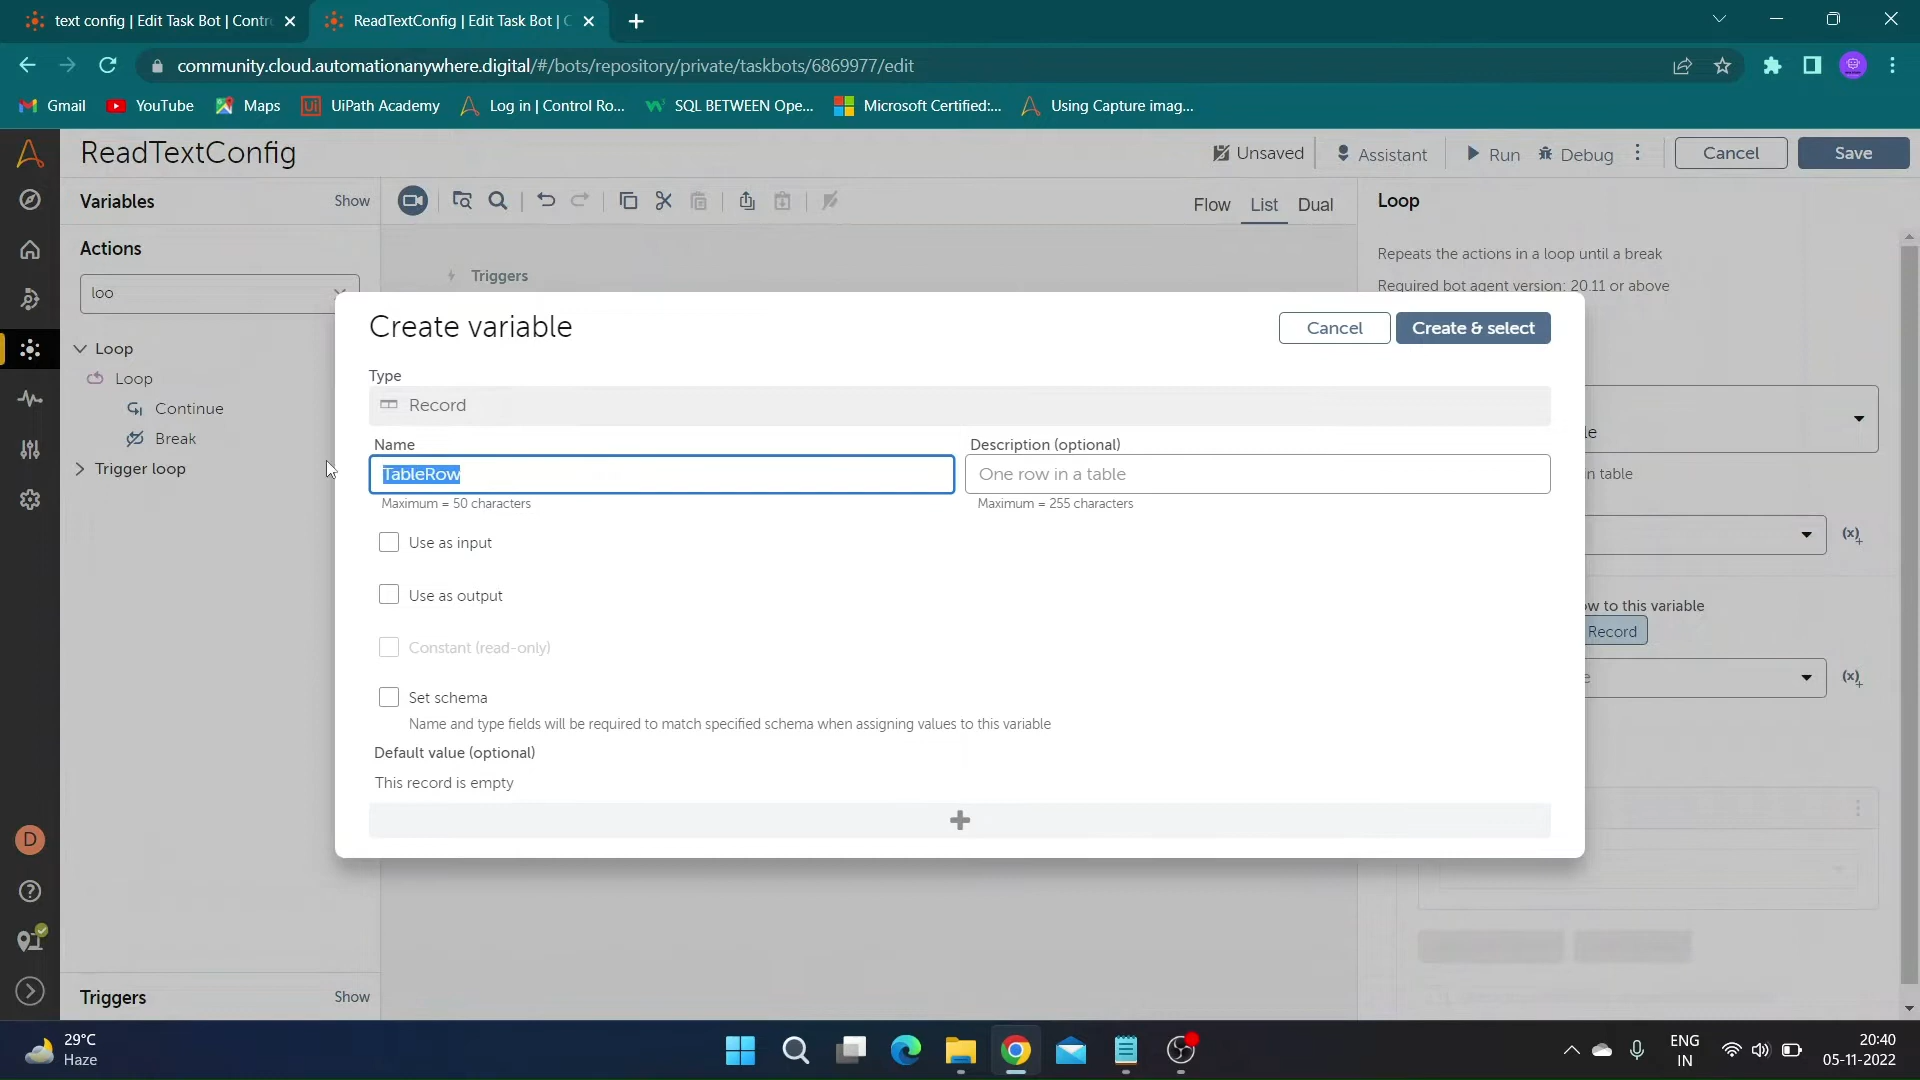 text config | Edit Task Bot | Contr
ReadTextConfig | Edit Task Bot | C
community.cloud.automationanywhere.digital/#/bots/repository/private/taskbots/6869977/edit
Gmail
YouTube
Maps
UiPath Academy
Log in | Control Ro...
SQL BETWEEN Ope...
Microsoft Certified:...
Using Capture imag...
ReadTextConfig
Unsaved
Assistant
Run
Debug
Cancel
Save
Variables
Show
Flow
List
Dual
Loop
Actions
loo
Triggers
Repeats the actions in a loop until a break
Required bot agent version: 20.11 or above
Loop
Loop
Continue
Break
Trigger loop
Create variable
Cancel
Create & select
Type
Record
Name
TableRow
Maximum = 50 characters
Description (optional)
One row in a table
Maximum = 255 characters
Use as input
Use as output
Constant (read-only)
Set schema
Name and type fields will be required to match specified schema when assigning values to this variable
Default value (optional)
This record is empty
in table
(x)+
to this variable
Record
(x)+
D
Triggers
Show
29°C
Haze
ENG
IN
20:40
05-11-2022